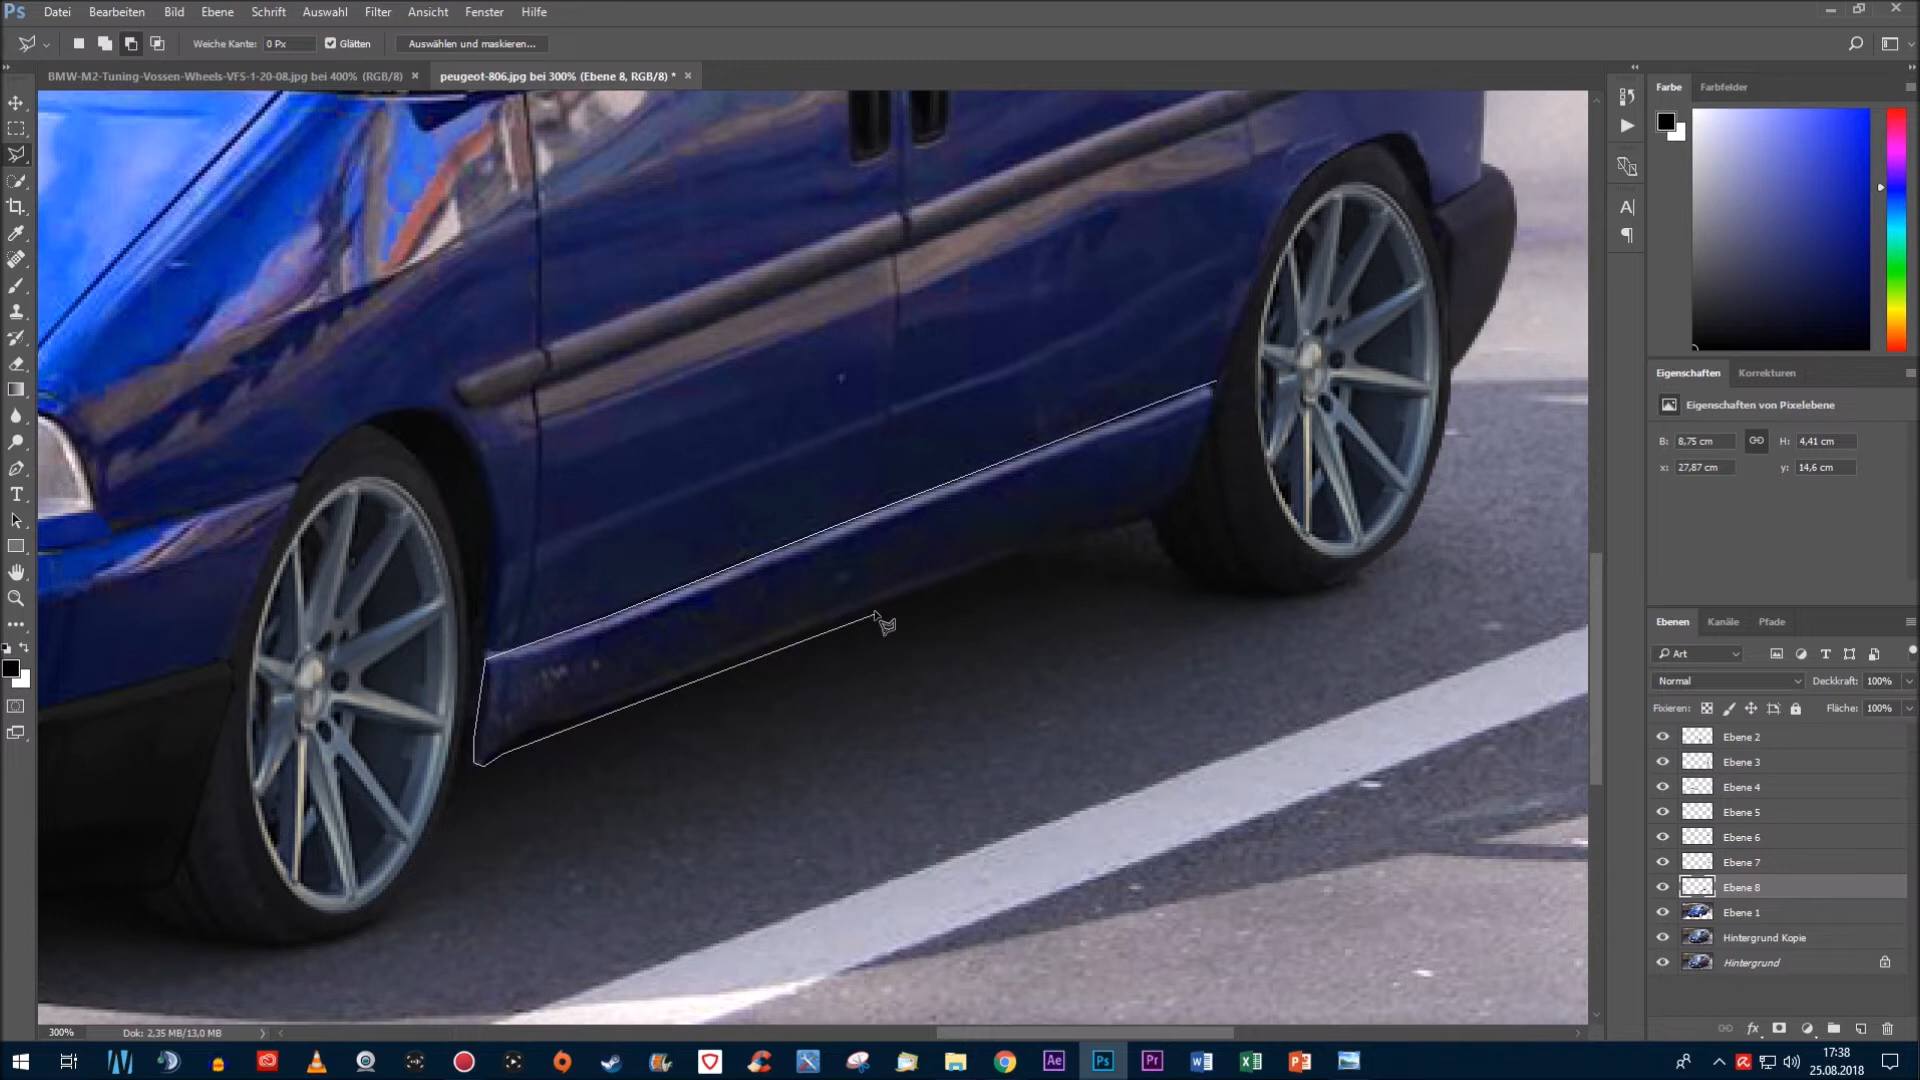 Ps Datei Bearbeiten Bild Ebene Schrift Auswahl Filter Ansicht Fenster Hilfe
Weiche Kante: 0 Px Glätten Auswählen und maskieren...
BMW-M2-Tuning-Vossen-Wheels-VFS-1-20-08.jpg bei 400% (RGB/8) × peugeot-806.jpg bei 300% (Ebene 8, RGB/8) * ×
Farbe Farbfelder
Eigenschaften Korrekturen
Eigenschaften von Pixelebene
B: 8,75 cm H: 4,41 cm
x: 27,87 cm y: 14,6 cm
Ebenen Kanäle Pfade
Art
Normal Deckkraft: 100%
Fixieren: Fläche: 100%
Ebene 2
Ebene 3
Ebene 4
Ebene 5
Ebene 6
Ebene 7
Ebene 8
Ebene 1
Hintergrund Kopie
Hintergrund
300% Dok: 2,35 MB/13,0 MB
Ae Ps Pr
17:38
25.08.2018